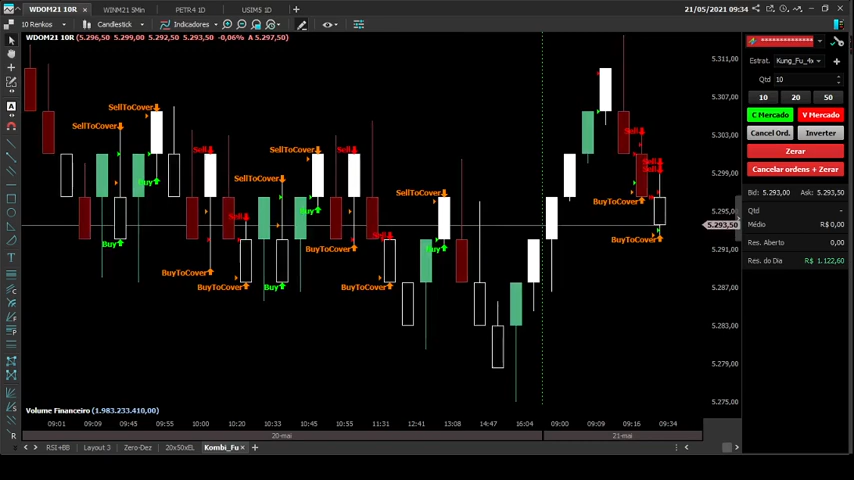 WDOM21 10R
WINM21 5Min
PETR4 1D
USIM5 1D
21/05/2021 09:34
10 Renkos
Candlestick
Indicadores
WDOM21 10R (5.296,50 5.299,00 5.292,50 5.293,50 -0,06% A 5.297,50)
SellToCover
SellToCover
Buy
Buy
Sell
BuyToCover
Sell
BuyToCover
SellToCover
Buy
SellToCover
Buy
Sell
BuyToCover
Sell
BuyToCover
SellToCover
Buy
Sell
Sell
Sell
BuyToCover
BuyToCover
5.311,00
5.307,00
5.303,00
5.299,00
5.295,00
5.293,50
5.291,00
5.287,00
5.283,00
5.279,00
5.275,00
Volume Financeiro (1.983.233.410,00)
09:01 09:09 09:45 09:55 10:00 10:20 10:30 10:45 10:55 11:31 12:41 13:08 14:47 16:04 09:00 09:09 09:16 09:34
20-mai 21-mai
RSI+BB Layout 3 Zero-Dez 20x50xEL Kombi_Fu
**************
Estrat. Kung_Fu_4x
Qtd 10
10 20 50
C Mercado V Mercado
Cancel Ord. Inverter
Zerar
Cancelar ordens + Zerar
Bid: 5.293,00 Ask: 5.293,50
Qtd -
Médio R$ 0,00
Res. Aberto 0,00
Res. do Dia R$ 1.122,60